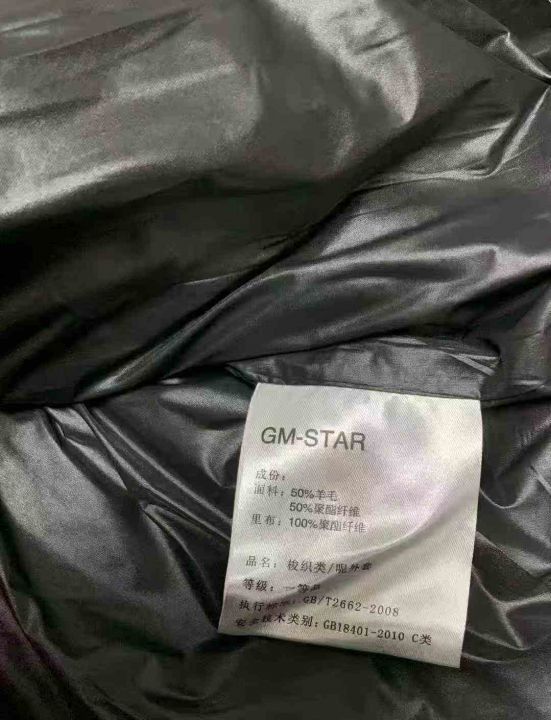 GM-STAR
成份：
面料：50%羊毛
50%聚酯纤维
里布：100%聚酯纤维
品名：梭织类/呢外套
等级：一等品
执行标准：GB/T2662-2008
安全技术类别：GB18401-2010 C类